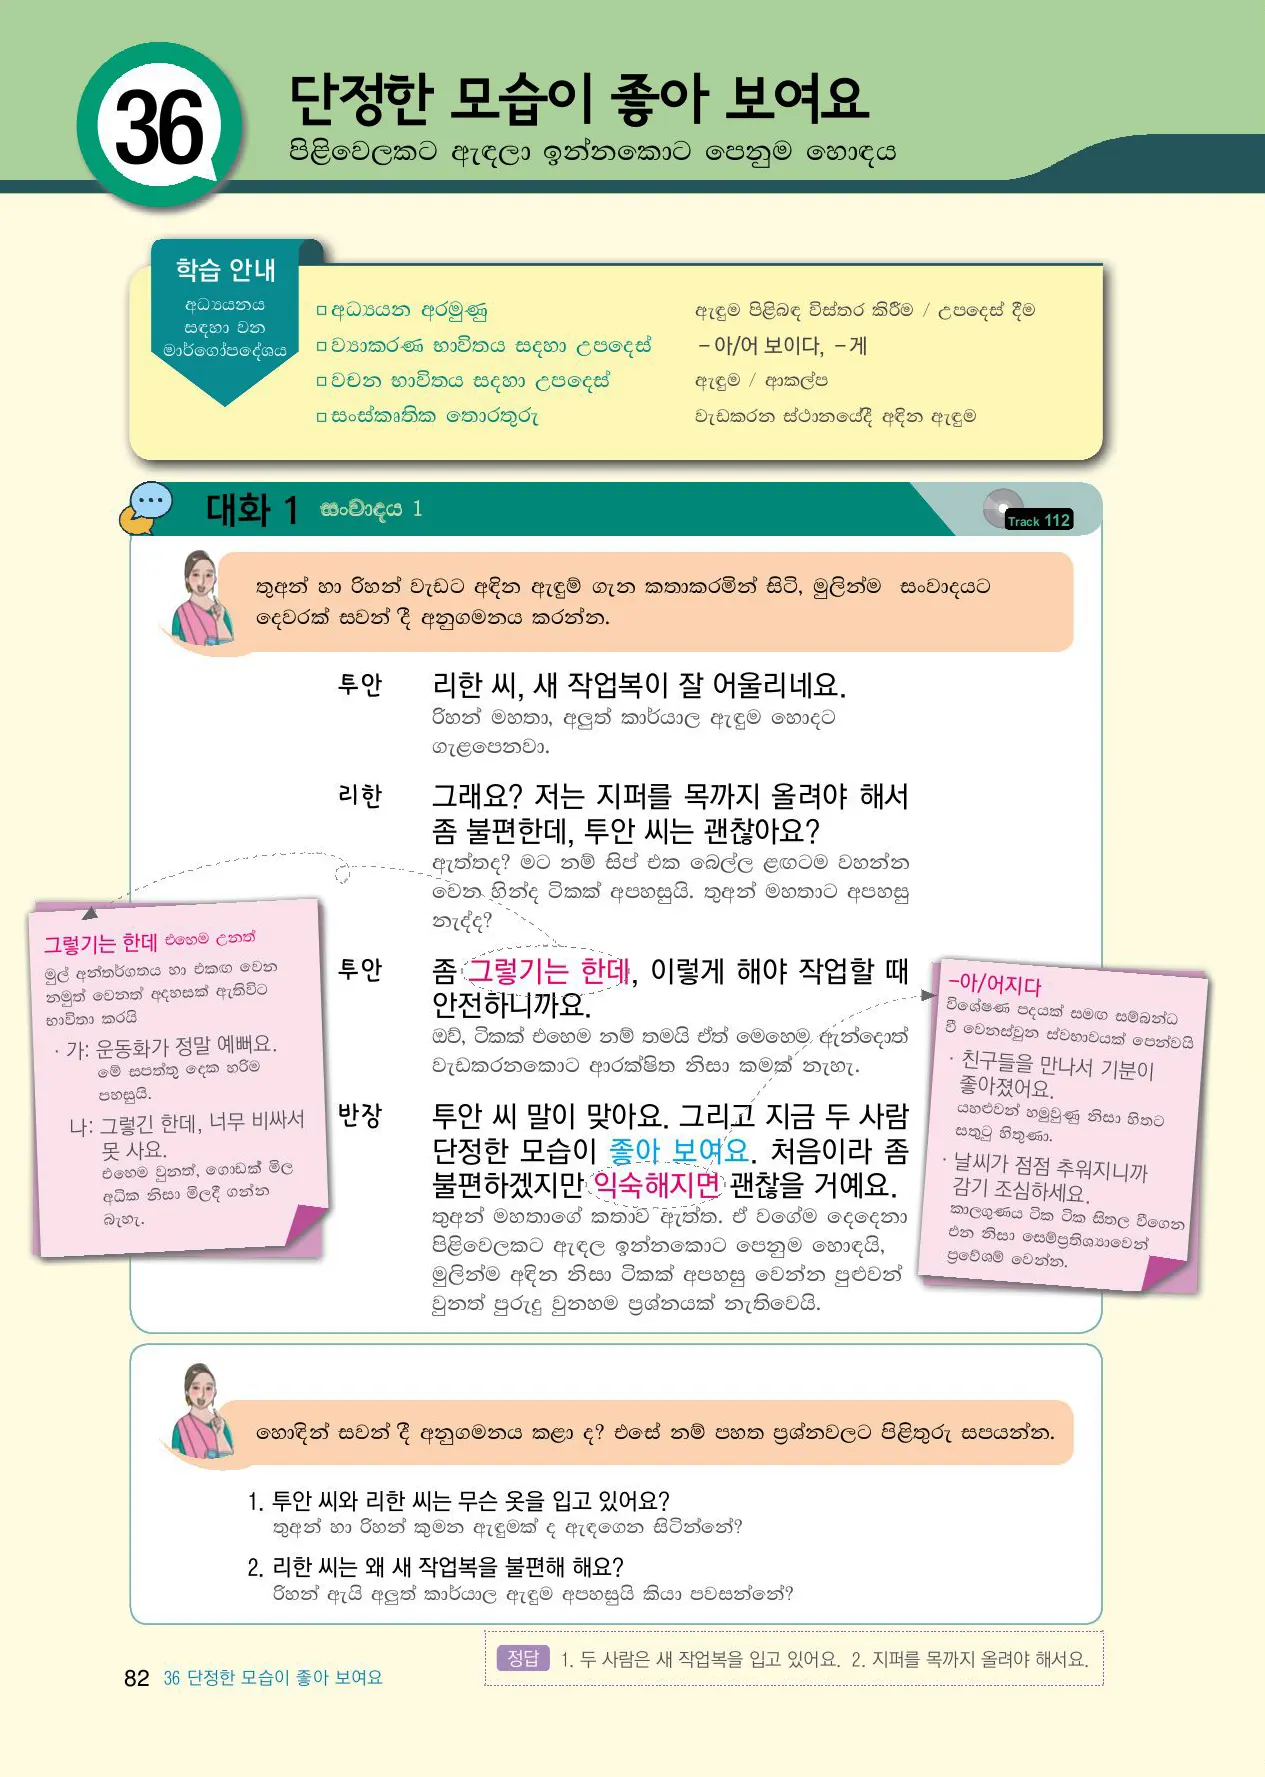 36
단정한 모습이 좋아 보여요
පිළිවෙලකට ඇඳලා ඉන්නකොට පෙනුම හොඳය
학습 안내
අධ්‍යයනය
සඳහා වන
මාර්ගෝපදේශය
□ අධ්‍යයන අරමුණු
ඇඳුම පිළිබඳ විස්තර කිරීම / උපදෙස් දීම
□ ව්‍යාකරණ භාවිතය සඳහා උපදෙස්
-아/어 보이다, -게
□ වචන භාවිතය සඳහා උපදෙස්
ඇඳුම / ආකල්ප
□ සංස්කෘතික තොරතුරු
වැඩකරන ස්ථානයේදී අඳින ඇඳුම
대화 1 සංවාදය 1
Track 112
තුඅන් හා රිහන් වැඩට අඳින ඇඳුම් ගැන කතාකරමින් සිටි, මුලින්ම සංවාදයට
දෙවරක් සවන් දී අනුගමනය කරන්න.
투안 리한 씨, 새 작업복이 잘 어울리네요.
රිහන් මහතා, අලුත් කාර්යාල ඇඳුම හොදට
ගැළපෙනවා.
리한 그래요? 저는 지퍼를 목까지 올려야 해서
좀 불편한데, 투안 씨는 괜찮아요?
ඇත්තද? මට නම් සිප් එක බෙල්ල ළඟටම වහන්න
වෙන හින්ද ටිකක් අපහසුයි. තුඅන් මහතාට අපහසු
නැද්ද?
투안 좀 그렇기는 한데, 이렇게 해야 작업할 때
안전하니까요.
ඔව්, ටිකක් එහෙම නම් තමයි ඒත් මෙහෙම ඇන්දොත්
වැඩකරනකොට ආරක්ෂිත නිසා කමක් නැහැ.
반장 투안 씨 말이 맞아요. 그리고 지금 두 사람
단정한 모습이 좋아 보여요. 처음이라 좀
불편하겠지만 익숙해지면 괜찮을 거예요.
තුඅන් මහතාගේ කතාව ඇත්ත. ඒ වගේම දෙදෙනා
පිළිවෙලකට ඇඳල ඉන්නකොට පෙනුම හොඳයි,
මුලින්ම අඳින නිසා ටිකක් අපහසු වෙන්න පුළුවන්
වුනත් පුරුදු වුනහම ප්‍රශ්නයක් නැතිවෙයි.
그렇기는 한데 එහෙම උනත්
මුල් අන්තර්ගතය හා එකඟ වෙන
නමුත් වෙනත් අදහසක් ඇතිවිට
භාවිතා කරයි
· 가: 운동화가 정말 예뻐요.
මේ සපත්තු දෙක හරිම
පහසුයි.
나: 그렇긴 한데, 너무 비싸서
못 사요.
එහෙම වුනත්, ගොඩක් මිල
අධික නිසා මිලදී ගන්න
බැහැ.
-아/어지다
විශේෂණ පදයක් සමඟ සම්බන්ධ
වී වෙනස්වුන ස්වභාවයක් පෙන්වයි
· 친구들을 만나서 기분이
좋아졌어요.
යහළුවන් හමුවුණු නිසා හිතට
සතුටු හිතුණා.
· 날씨가 점점 추워지니까
감기 조심하세요.
කාලගුණය ටික ටික සිතල වීගෙන
එන නිසා සෙම්ප්‍රතිශ්‍යාවෙන්
ප්‍රවේශම් වෙන්න.
හොඳින් සවන් දී අනුගමනය කළා ද? එසේ නම් පහත ප්‍රශ්නවලට පිළිතුරු සපයන්න.
1. 투안 씨와 리한 씨는 무슨 옷을 입고 있어요?
තුඅන් හා රිහන් කුමන ඇඳුමක් ද ඇඳගෙන සිටින්නේ?
2. 리한 씨는 왜 새 작업복을 불편해 해요?
රිහන් ඇයි අලුත් කාර්යාල ඇඳුම අපහසුයි කියා පවසන්නේ?
정답 1. 두 사람은 새 작업복을 입고 있어요. 2. 지퍼를 목까지 올려야 해서요.
82 36 단정한 모습이 좋아 보여요